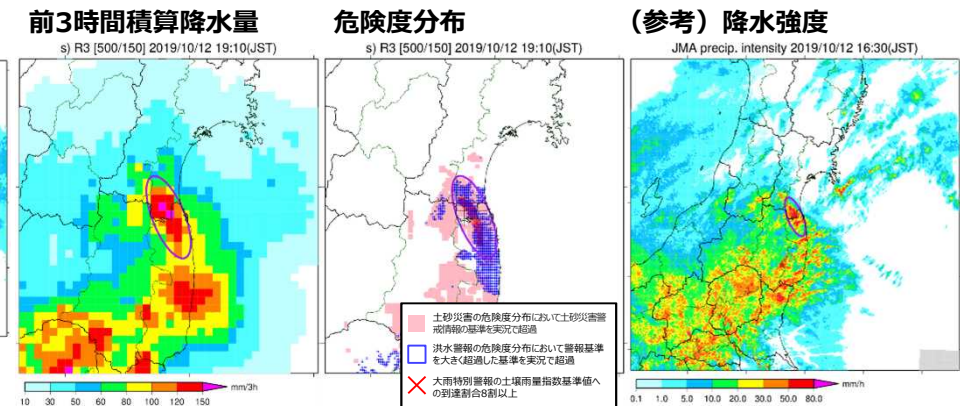 前3時間積算降水量
危険度分布
（参考）降水強度
s) R3 [500/150] 2019/10/12 19:10(JST)
s) R3 [500/150] 2019/10/12 19:10(JST)
JMA precip. intensity 2019/10/12 16:30(JST)
土砂災害の危険度分布において土砂災害警
戒情報の基準を実況で超過
洪水警報の危険度分布において警報基準
を大きく超過した基準を実況で超過
大雨特別警報の土壌雨量指数基準値へ
の到達割合8割以上
mm/3h
10 30 50 60 80 100 120 150
mm/h
0.1 1.0 5.0 10.0 20.0 30.0 50.0 80.0